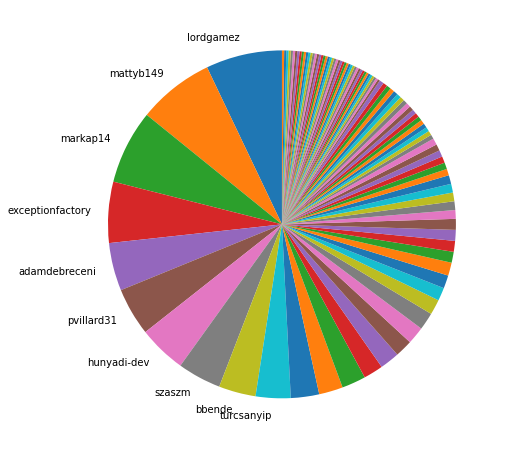 lordgamez
mattyb149
markap14
exceptionfactory
adamdebreceni
pvillard31
hunyadi-dev
szaszm
bbende
turcsanyip